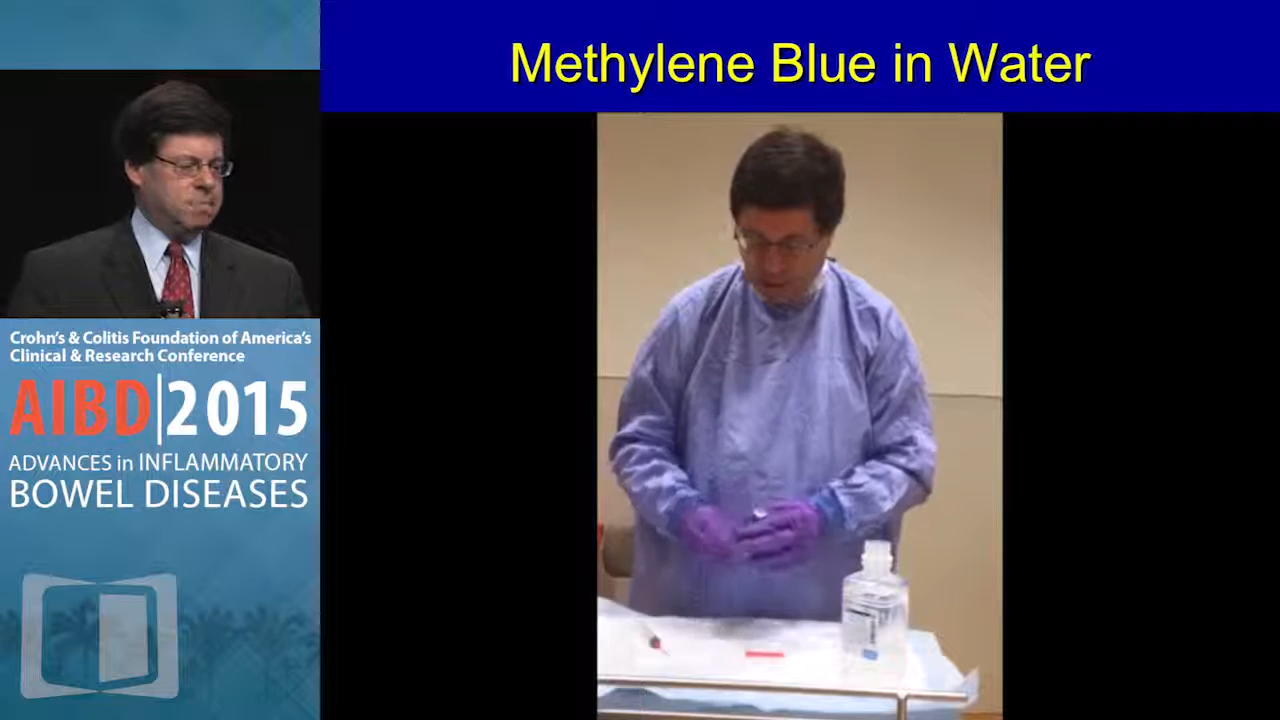 Methylene Blue in Water
Crohn's & Colitis Foundation of America's
Clinical & Research Conference
AIBD|2015
ADVANCES in INFLAMMATORY
BOWEL DISEASES